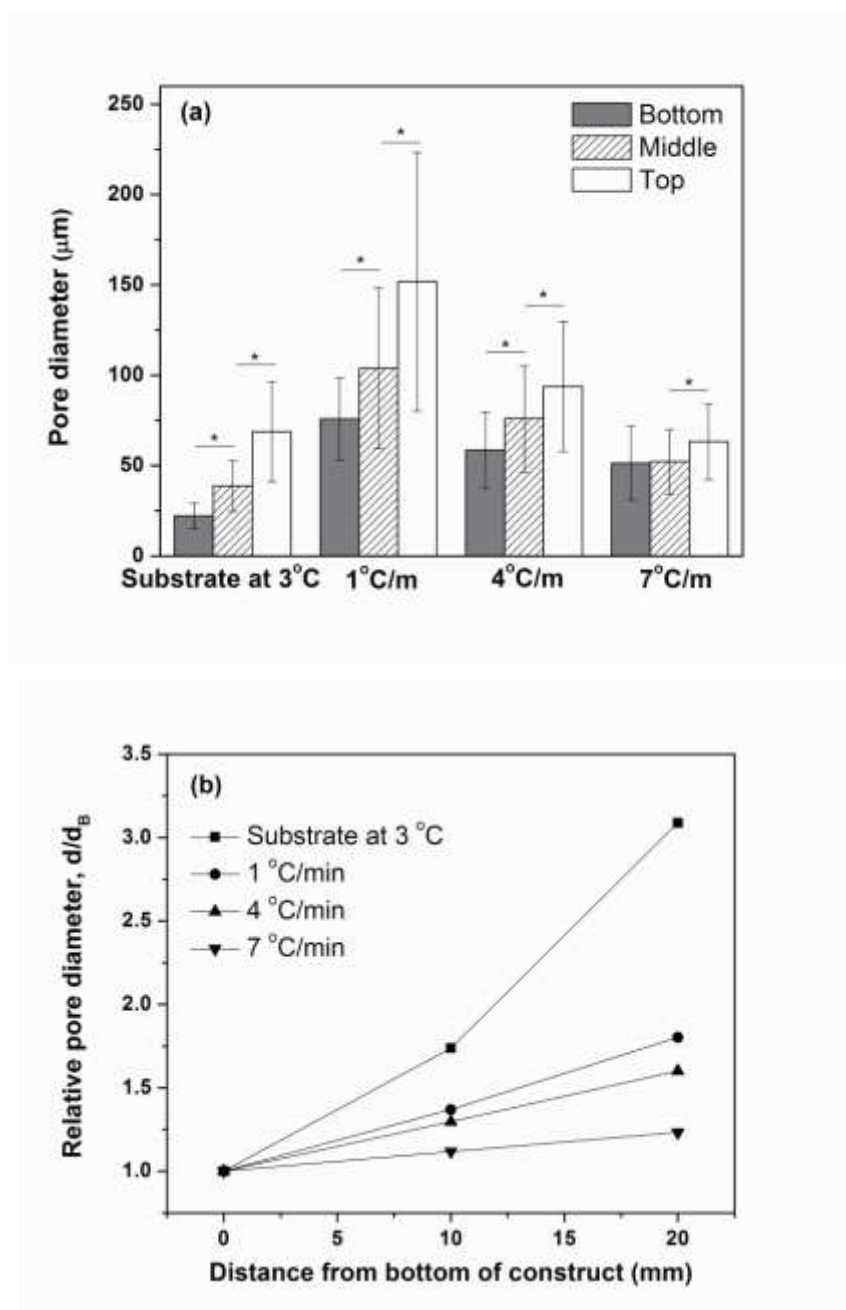 (a)
Bottom
Middle
Top
250
200
150
100
50
0
Pore diameter (μm)
* * * * * * *
Substrate at 3°C 1°C/m 4°C/m 7°C/m
(b)
Substrate at 3 °C
1 °C/min
4 °C/min
7 °C/min
3.5
3.0
2.5
2.0
1.5
1.0
Relative pore diameter, d/dB
0 5 10 15 20
Distance from bottom of construct (mm)